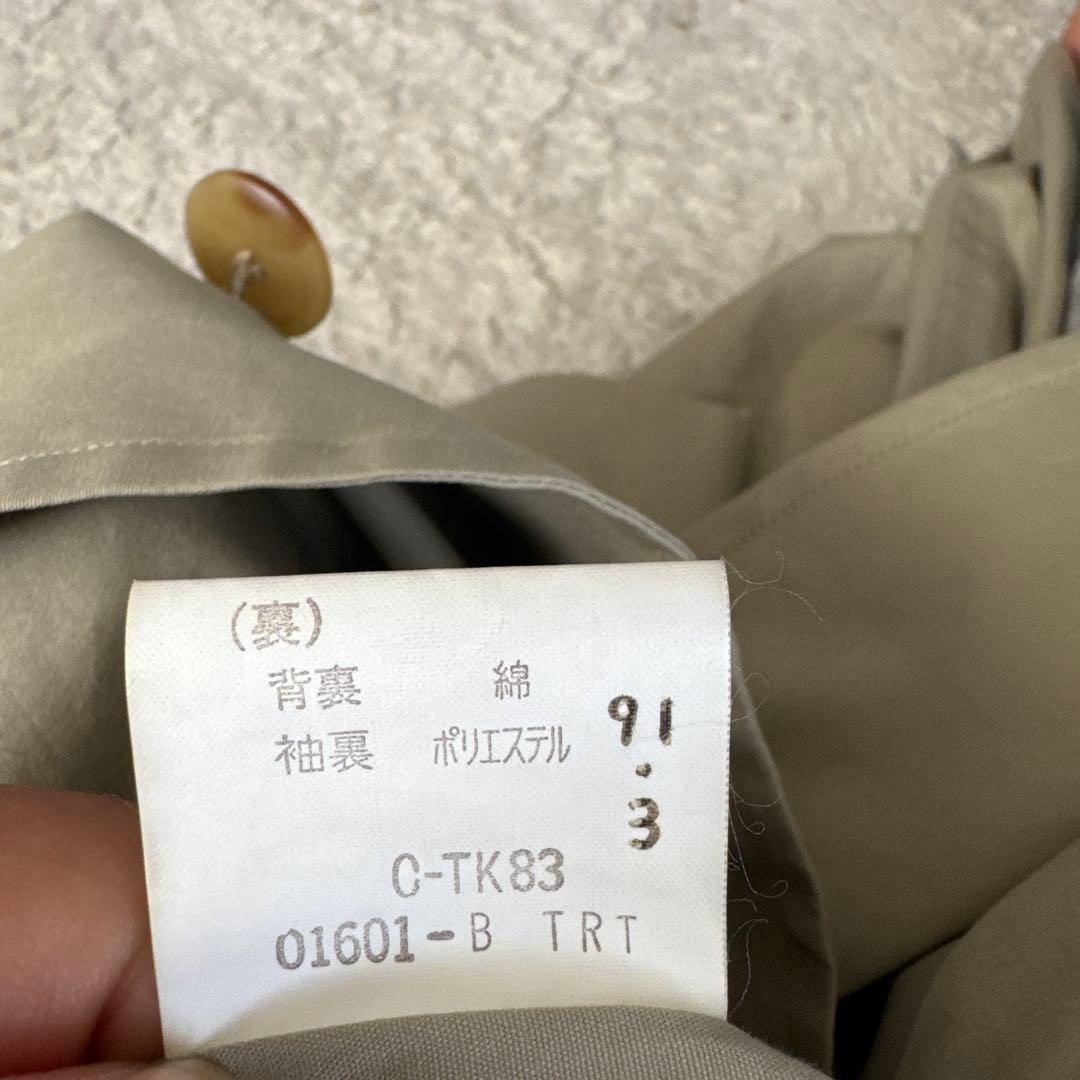 (裏)
背裏 綿
袖裏 ポリエステル
91
・
3
C-TK83
01601-B TRT